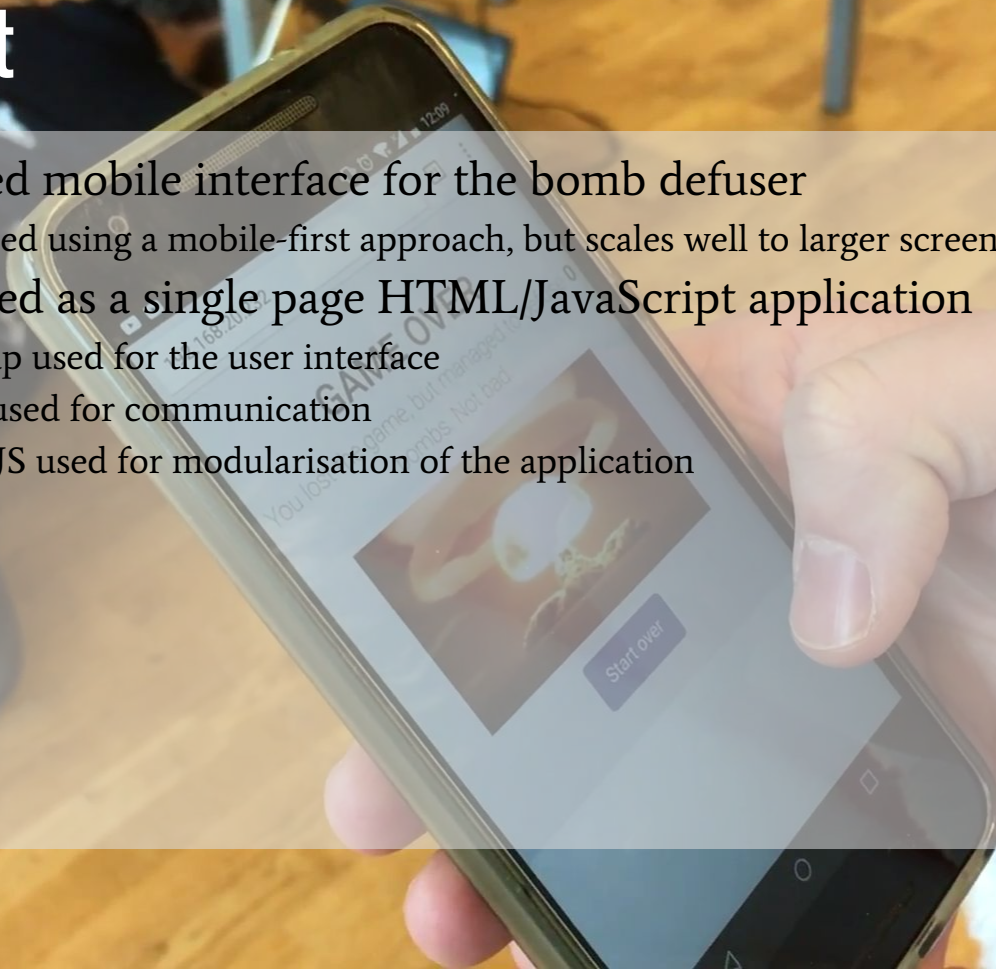 t
12:09
ed mobile interface for the bomb defuser
ed using a mobile-first approach, but scales well to larger screen
ed as a single page HTML/JavaScript application
p used for the user interface
used for communication
JS used for modularisation of the application
GAME OVER
You lost game, but managed
bombs. Not bad
Start over